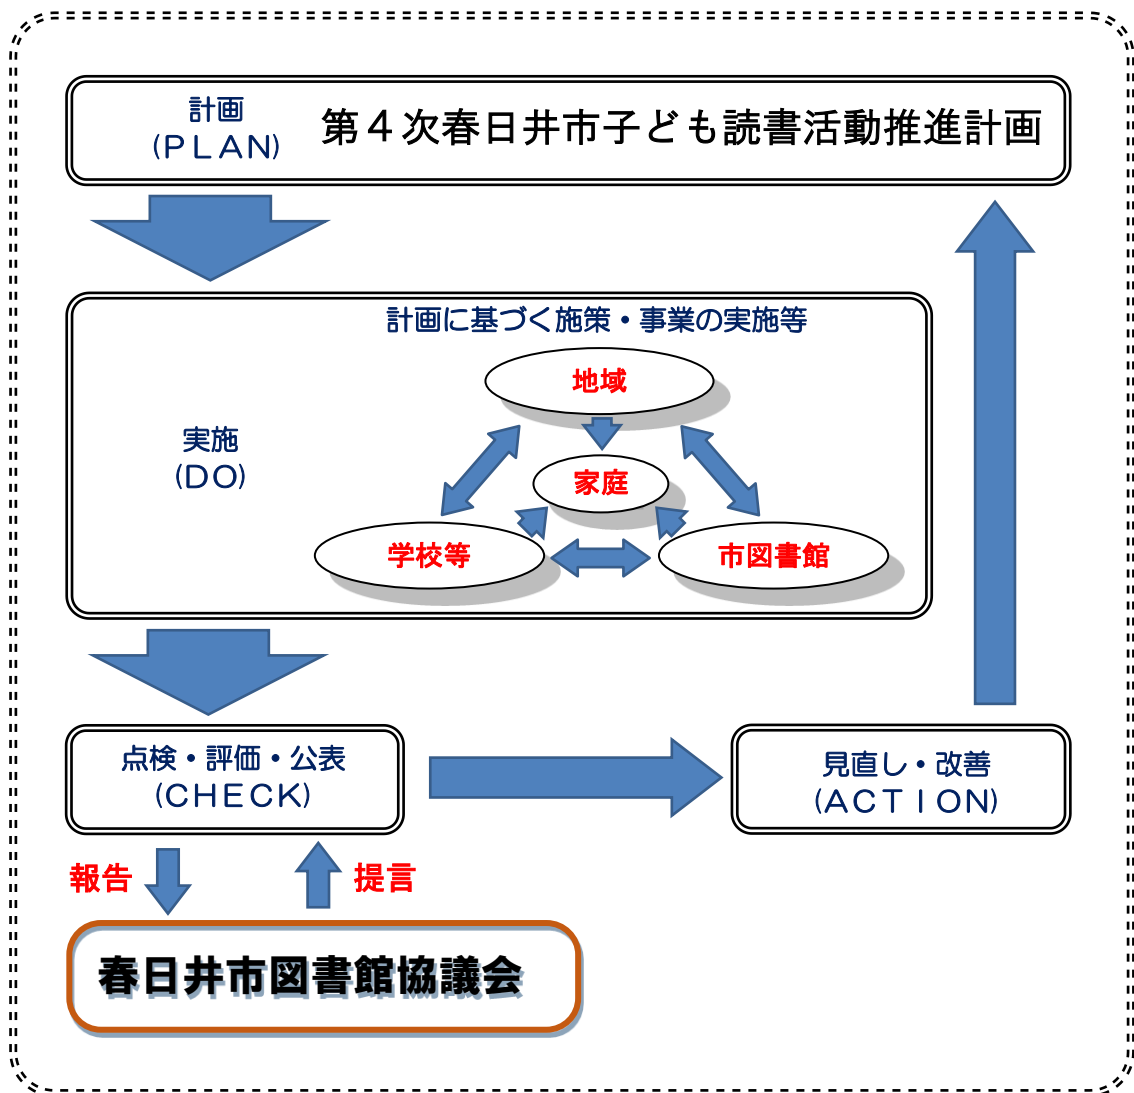 計画
(ＰＬＡＮ)
第４次春日井市子ども読書活動推進計画
計画に基づく施策・事業の実施等
地域
実施
(ＤＯ)
家庭
学校等
市図書館
点検・評価・公表
(ＣＨＥＣＫ)
見直し・改善
(ＡＣＴＩＯＮ)
報告
提言
春日井市図書館協議会